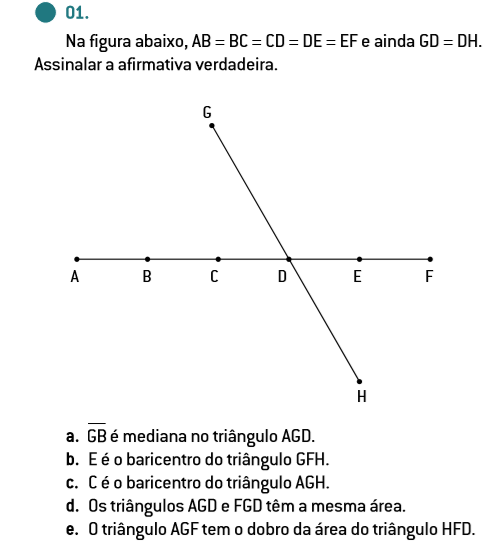 01.
Na figura abaixo, AB = BC = CD = DE = EF e ainda GD = DH.
Assinalar a afirmativa verdadeira.
G
A B C D E F
H
a. G͞B é mediana no triângulo AGD.
b. E é o baricentro do triângulo GFH.
c. C é o baricentro do triângulo AGH.
d. Os triângulos AGD e FGD têm a mesma área.
e. O triângulo AGF tem o dobro da área do triângulo HFD.